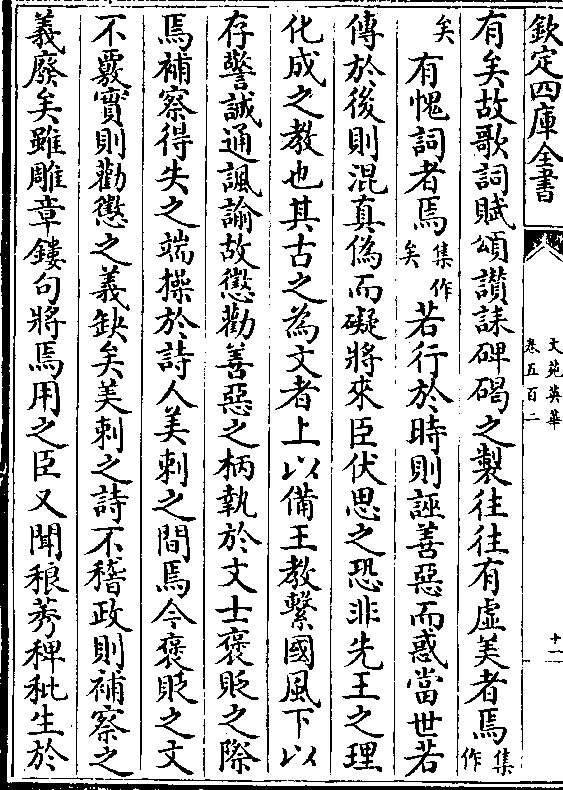 欽定四庫全書
文苑英華
卷五百二
十一
有矣故歌詞賦頌讃誄碑碣之製往往有虚美者焉集作
矣有愧詞者焉集作矣若行於時則誣善惡而惑當世若
傳於後則混真偽而礙將來臣伏思之恐非先王之理
化成之教也其古之為文者上以備王教繫國風下以
存警誡通諷諭故懲勸善惡之柄執於文士褒貶之際
焉補察得失之端操於詩人美刺之間焉今褒貶之文
不覈實則勸懲之義缺矣美刺之詩不稽政則補察之
義廢矣雖雕章鏤句將焉用之臣又聞稂莠稗秕生於